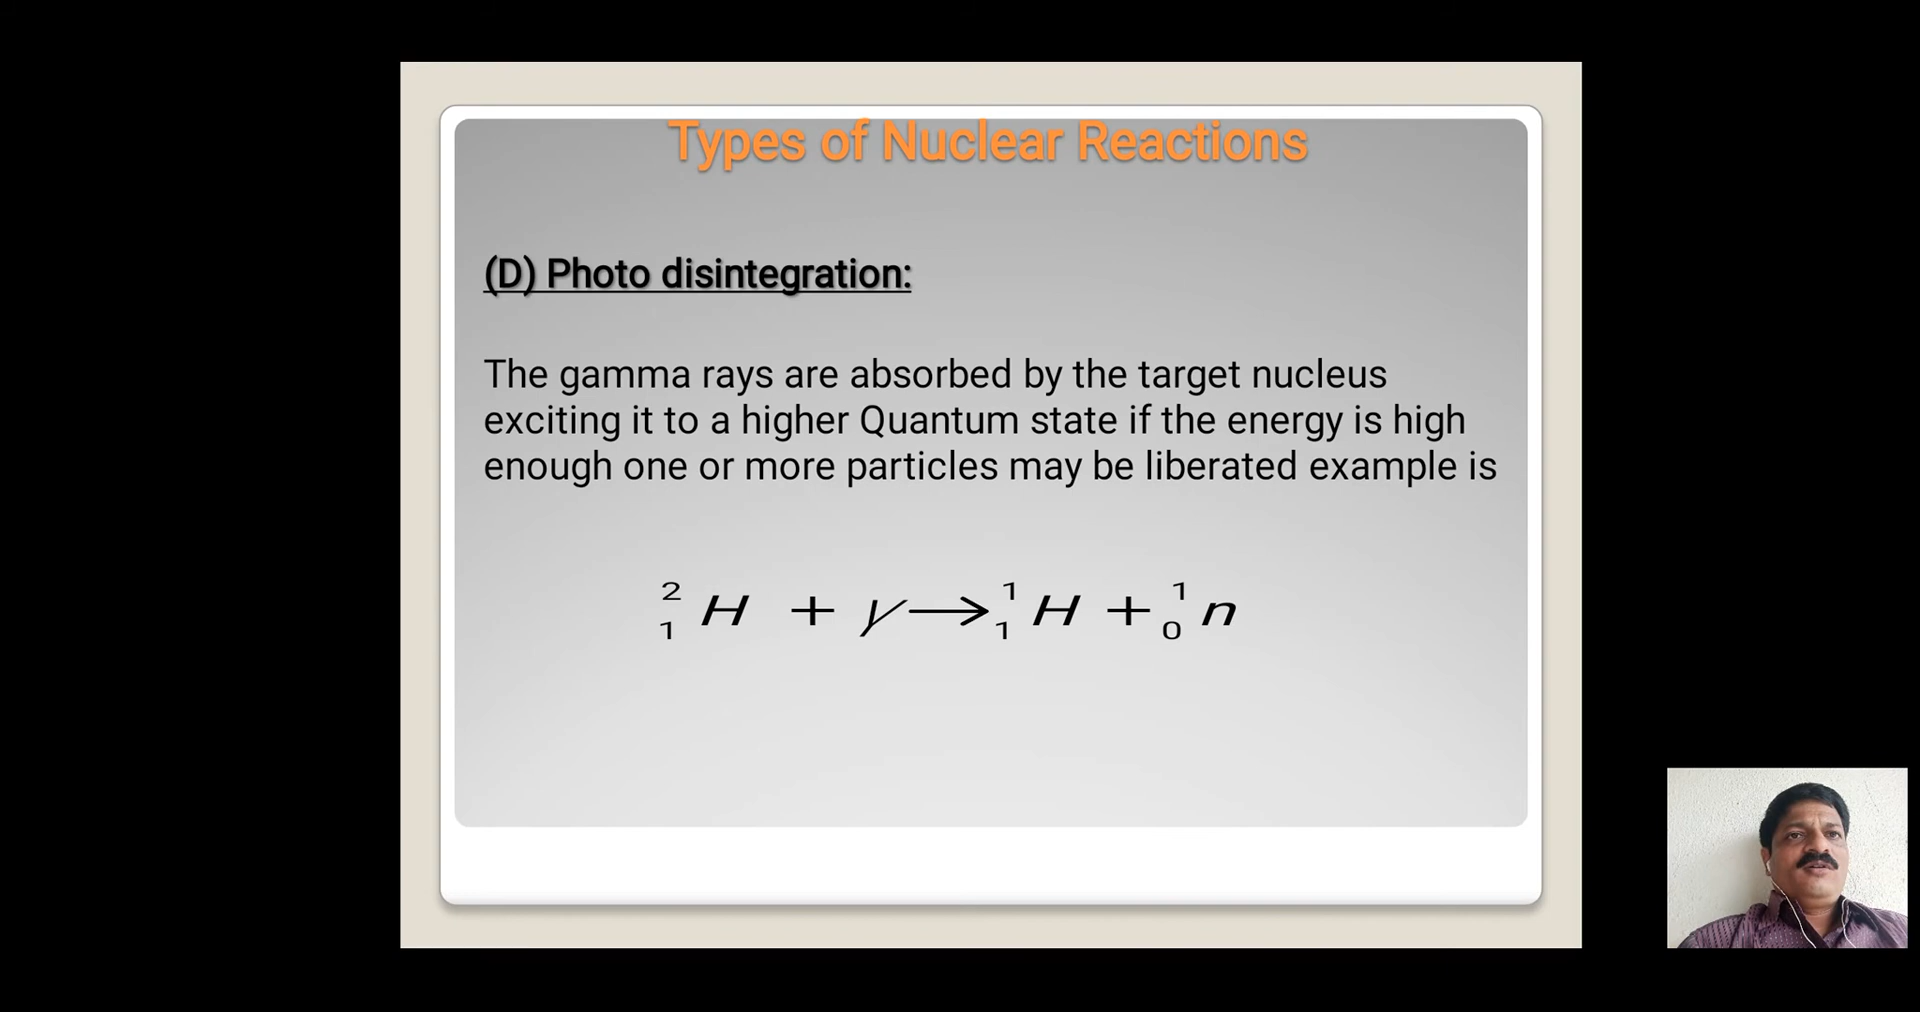 Types of Nuclear Reactions
(D) Photo disintegration:
The gamma rays are absorbed by the target nucleus
exciting it to a higher Quantum state if the energy is high
enough one or more particles may be liberated example is
²₁H + γ⟶¹₁H + ¹₀n